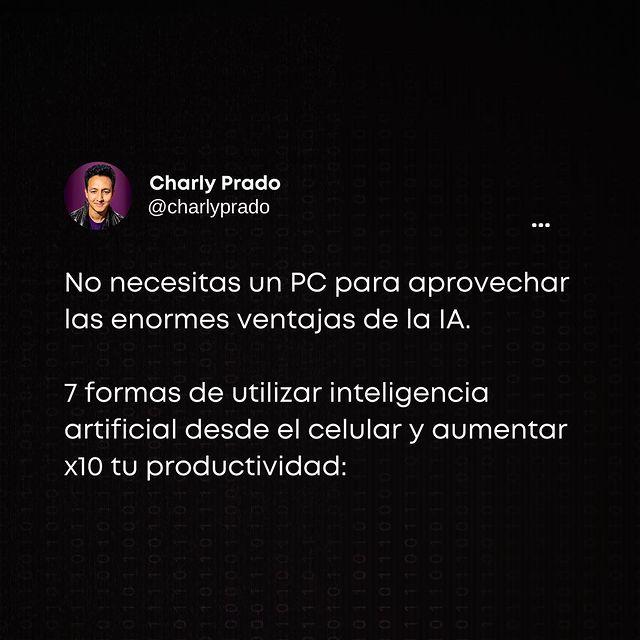 Charly Prado
@charlyprado
...
No necesitas un PC para aprovechar
las enormes ventajas de la IA.
7 formas de utilizar inteligencia
artificial desde el celular y aumentar
x10 tu productividad: